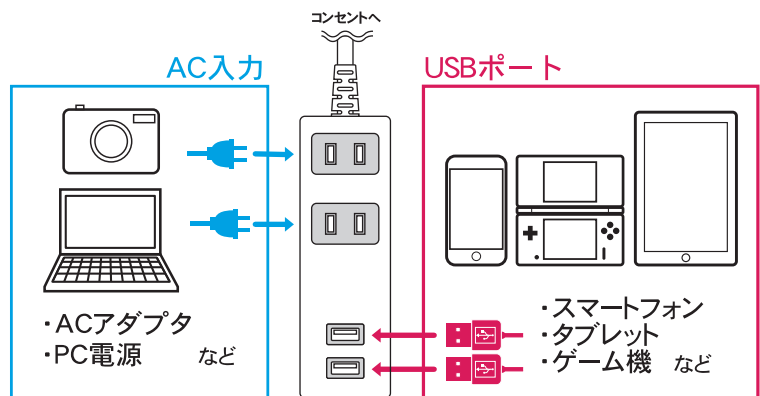 コンセントへ
AC入力
USBポート
・ACアダプタ
・PC電源 など
・スマートフォン
・タブレット
・ゲーム機 など